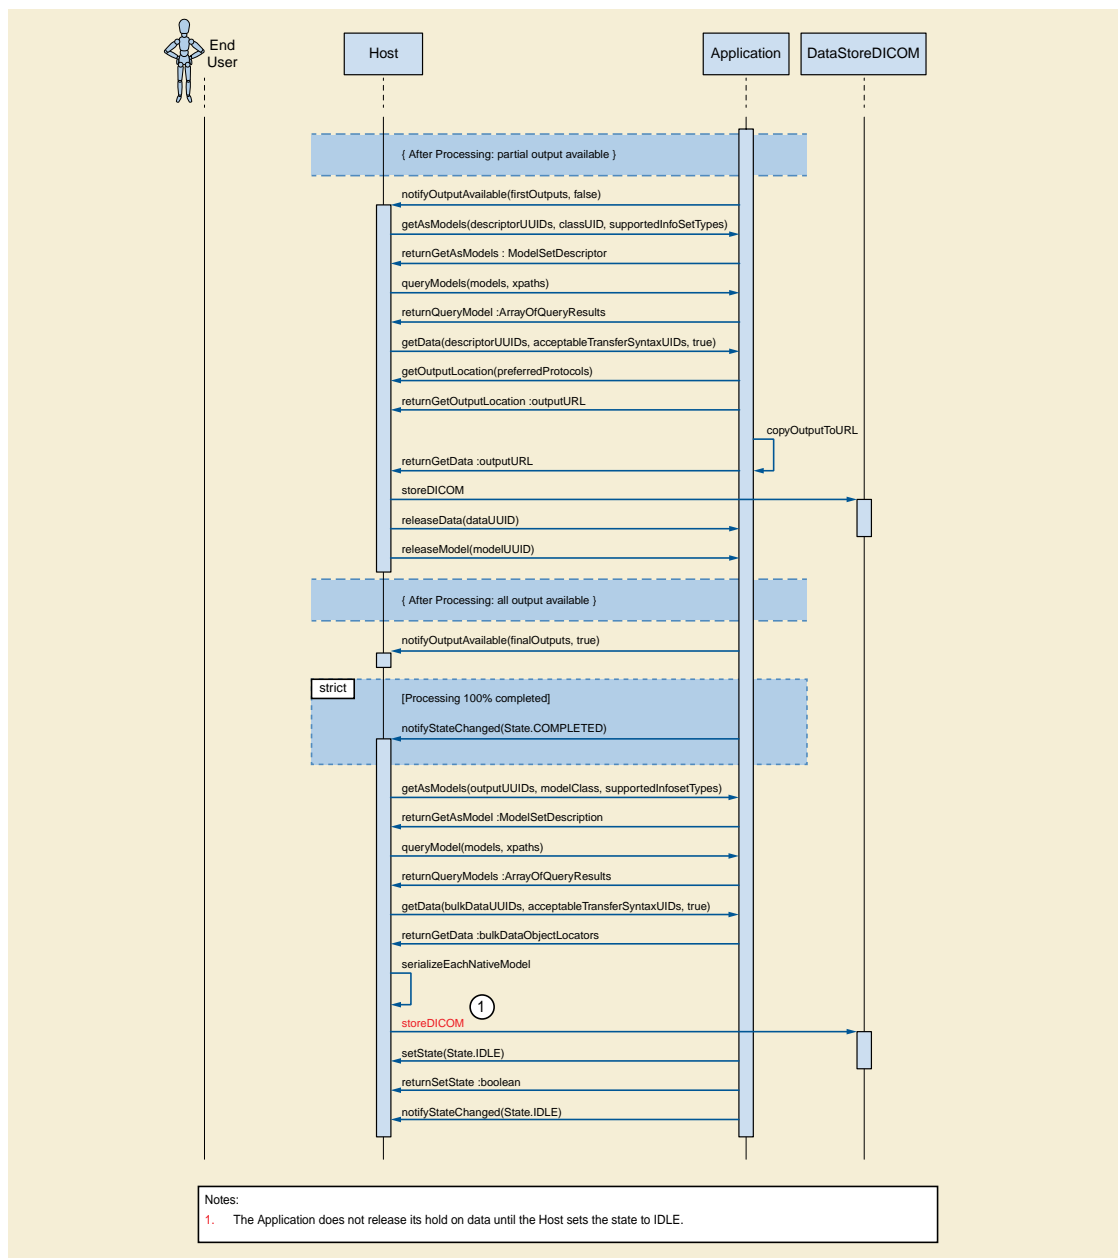 End
User
Host
Application
DataStoreDICOM
{ After Processing: partial output available }
notifyOutputAvailable(firstOutputs, false)
getAsModels(descriptorUUIDs, classUID, supportedInfoSetTypes)
returnGetAsModels : ModelSetDescriptor
queryModels(models, xpaths)
returnQueryModel :ArrayOfQueryResults
getData(descriptorUUIDs, acceptableTransferSyntaxUIDs, true)
getOutputLocation(preferredProtocols)
returnGetOutputLocation :outputURL
copyOutputToURL
returnGetData :outputURL
storeDICOM
releaseData(dataUUID)
releaseModel(modelUUID)
{ After Processing: all output available }
notifyOutputAvailable(finalOutputs, true)
strict
[Processing 100% completed]
notifyStateChanged(State.COMPLETED)
getAsModels(outputUUIDs, modelClass, supportedInfosetTypes)
returnGetAsModel :ModelSetDescription
queryModel(models, xpaths)
returnQueryModels :ArrayOfQueryResults
getData(bulkDataUUIDs, acceptableTransferSyntaxUIDs, true)
returnGetData :bulkDataObjectLocators
serializeEachNativeModel
1
storeDICOM
setState(State.IDLE)
returnSetState :boolean
notifyStateChanged(State.IDLE)
Notes:
1. The Application does not release its hold on data until the Host sets the state to IDLE.